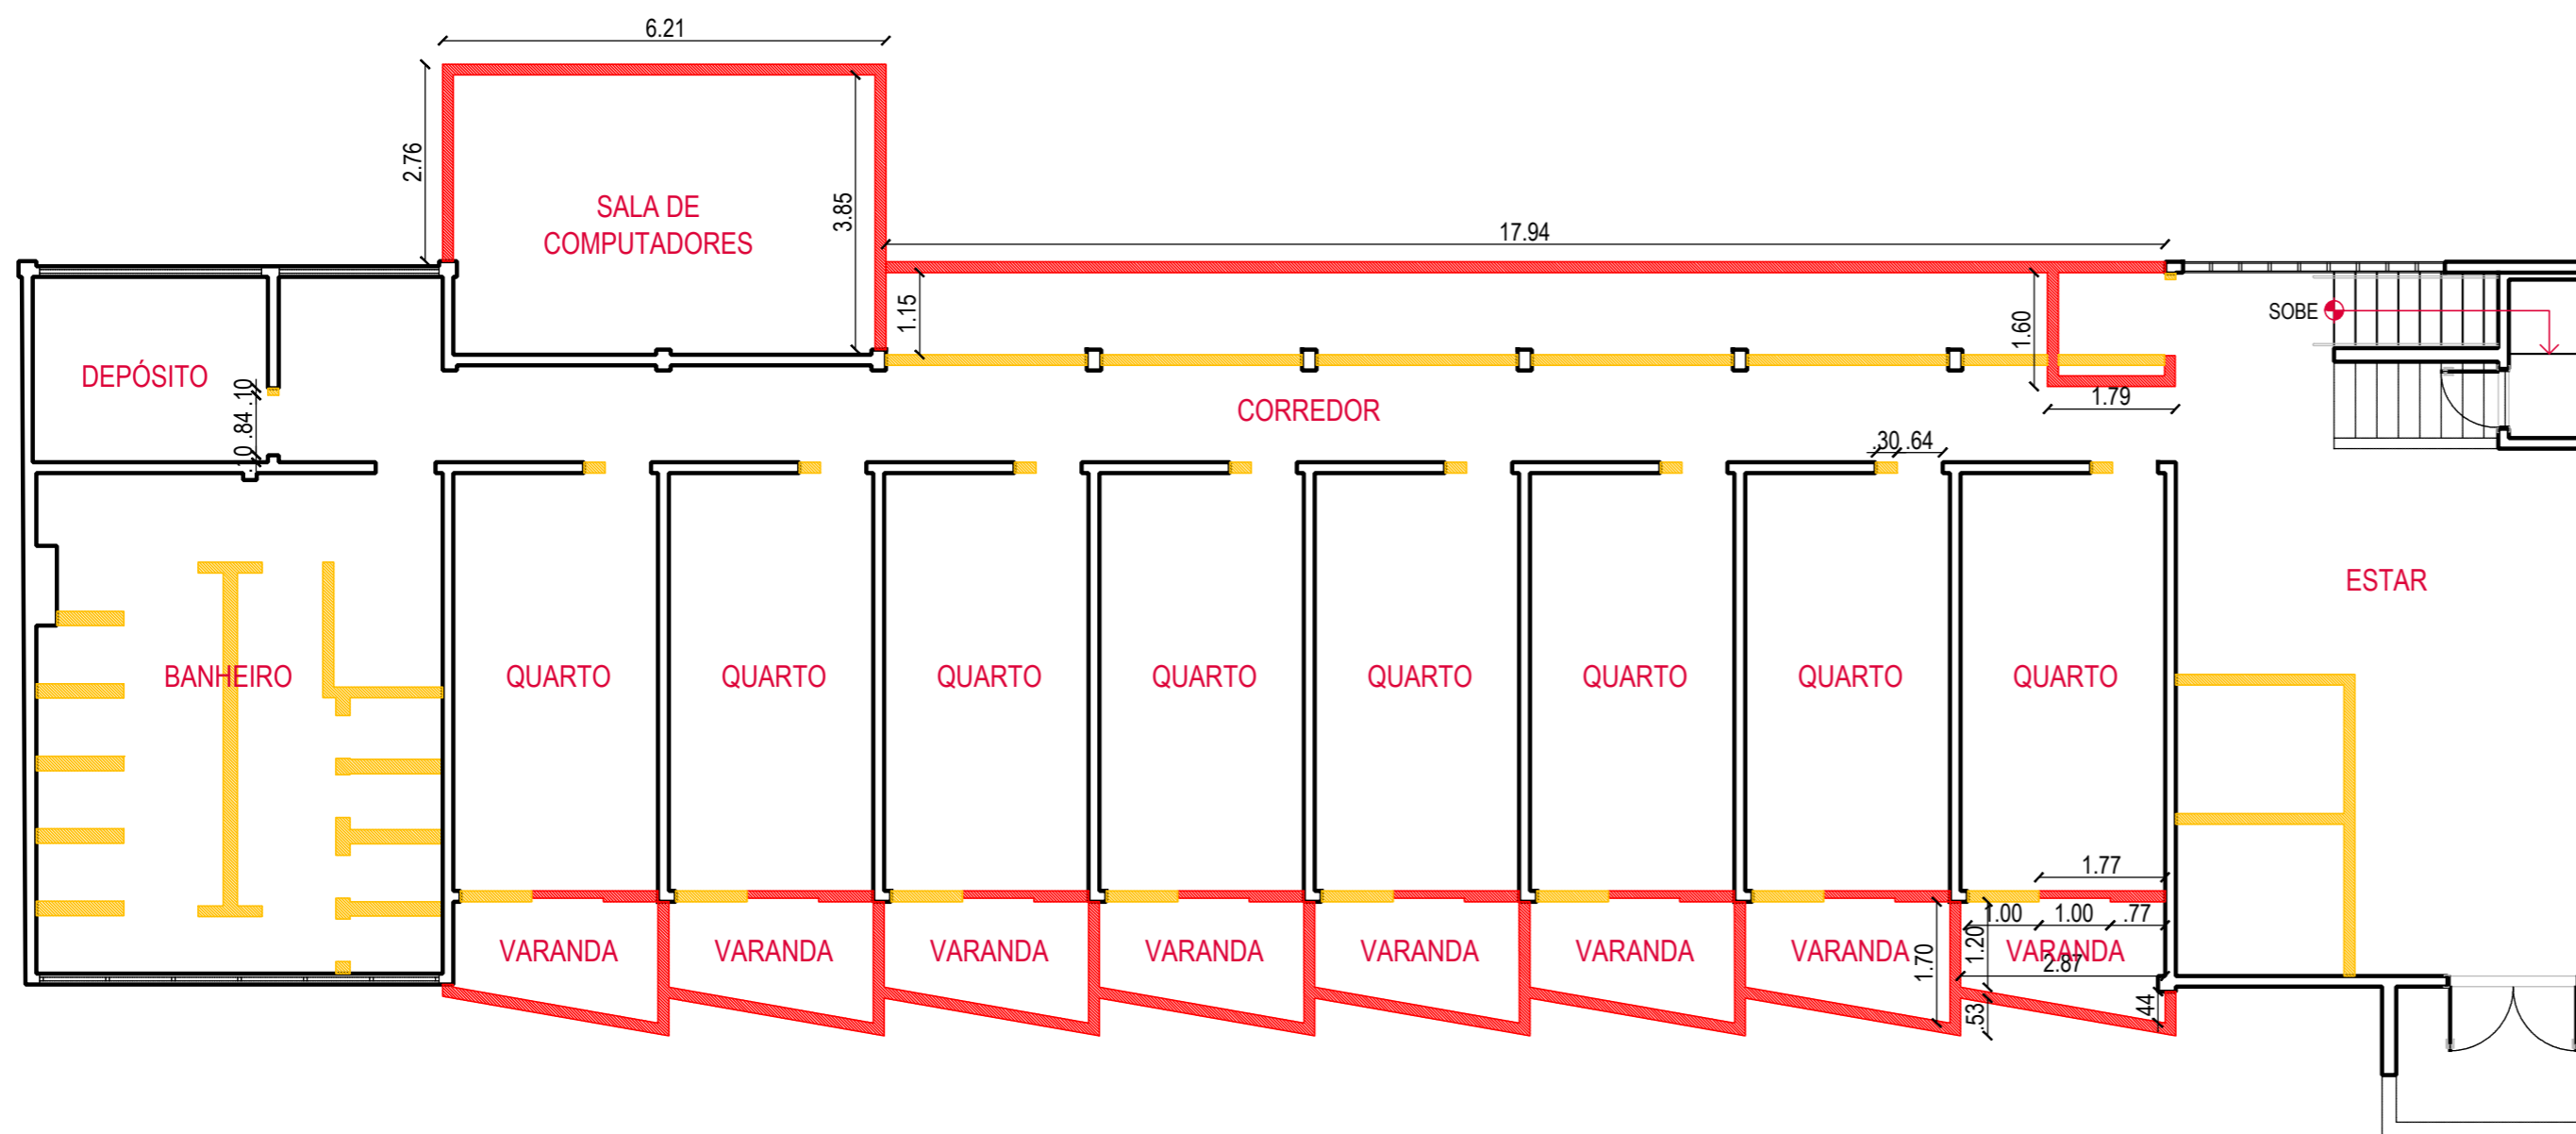 6.21
2.76
3.85
SALA DE
COMPUTADORES
17.94
1.15
1.60
SOBE
DEPÓSITO
.10
.84
.10
CORREDOR
1.79
.30
.64
ESTAR
BANHEIRO
QUARTO
QUARTO
QUARTO
QUARTO
QUARTO
QUARTO
QUARTO
QUARTO
1.77
1.00
1.00
.77
VARANDA
VARANDA
VARANDA
VARANDA
VARANDA
VARANDA
VARANDA
VARANDA
1.70
1.20
2.87
.53
.44